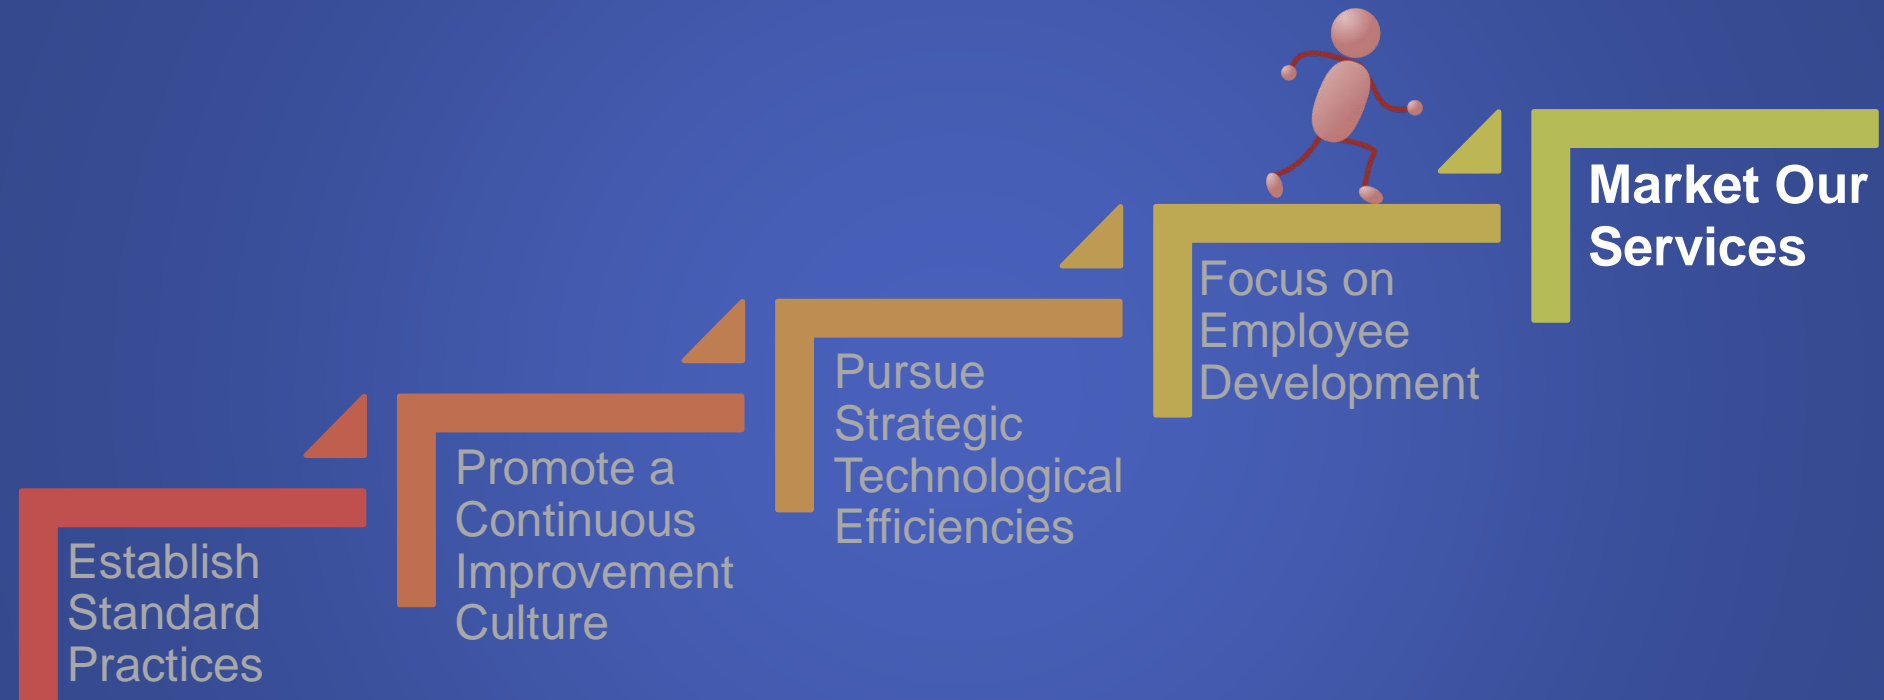 Establish
Standard
Practices
Promote a
Continuous
Improvement
Culture
Pursue
Strategic
Technological
Efficiencies
Focus on
Employee
Development
Market Our
Services